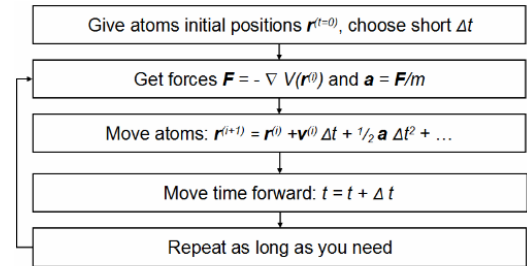 Give atoms initial positions r⁽ᵗ⁼⁰⁾, choose short Δt
Get forces F = - ∇ V(r⁽ⁱ⁾) and a = F/m
Move atoms: r⁽ⁱ⁺¹⁾ = r⁽ⁱ⁾ +v⁽ⁱ⁾ Δt + ¹/₂ a Δt² + …
Move time forward: t = t + Δ t
Repeat as long as you need